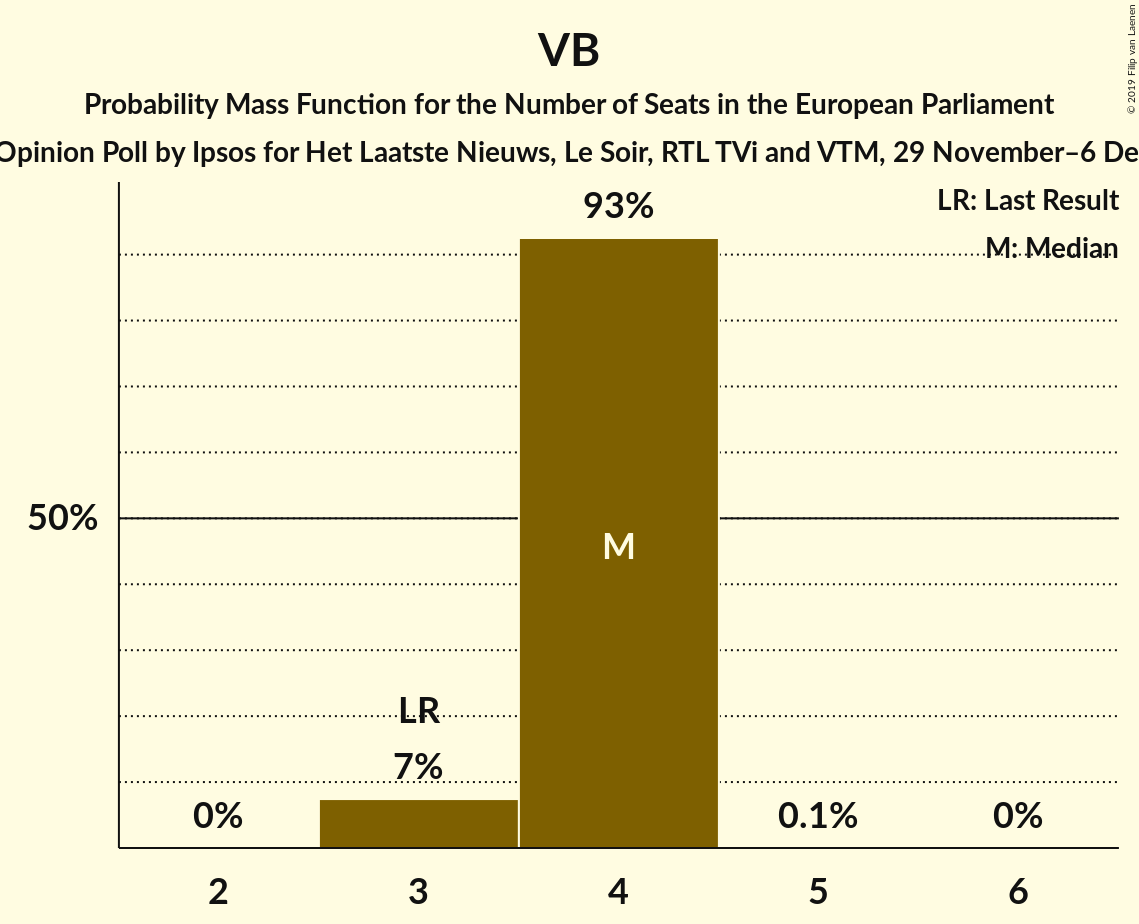 VB
Probability Mass Function for the Number of Seats in the European Parliament
Opinion Poll by Ipsos for Het Laatste Nieuws, Le Soir, RTL TVi and VTM, 29 November–6 De
© 2019 Filip van Laenen
LR: Last Result
M: Median
93%
50%
M
LR
7%
0%
0.1%
0%
2
3
4
5
6